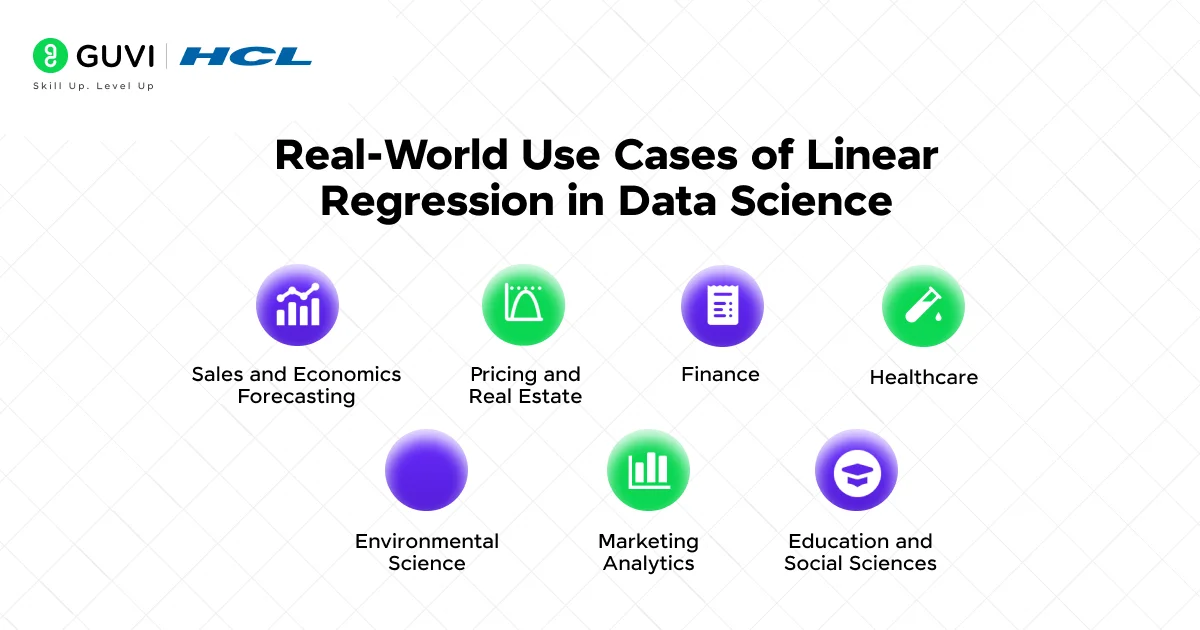 GUVI | HCL
Skill Up. Level Up
Real-World Use Cases of Linear
Regression in Data Science
Sales and Economics
Forecasting
Pricing and
Real Estate
Finance
Healthcare
Environmental
Science
Marketing
Analytics
Education and
Social Sciences